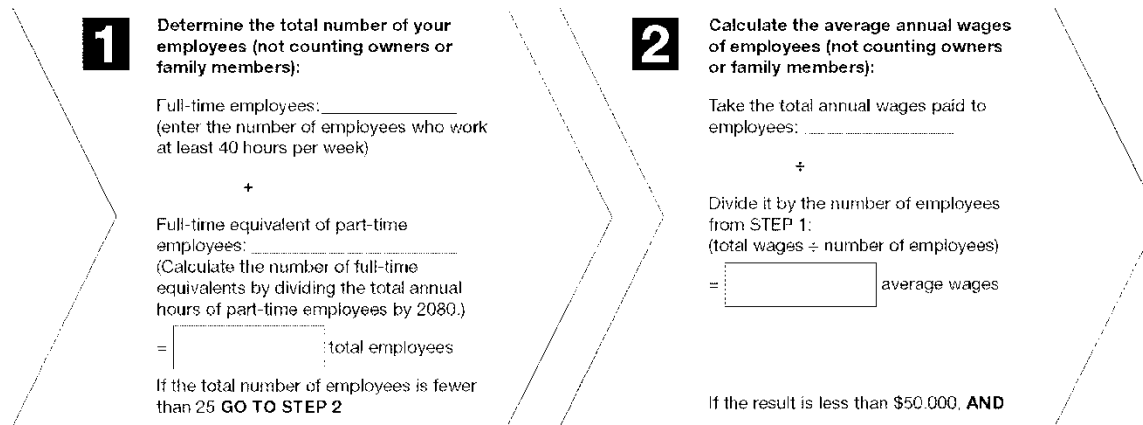 1
Determine the total number of your
employees (not counting owners or
family members):
Full-time employees:
(enter the number of employees who work
at least 40 hours per week)
+
Full-time equivalent of part-time
employees:
(Calculate the number of full-time
equivalents by dividing the total annual
hours of part-time employees by 2080.)
= total employees
If the total number of employees is fewer
than 25 GO TO STEP 2
2
Calculate the average annual wages
of employees (not counting owners
or family members):
Take the total annual wages paid to
employees:
÷
Divide it by the number of employees
from STEP 1:
(total wages ÷ number of employees)
= average wages
If the result is less than $50,000, AND